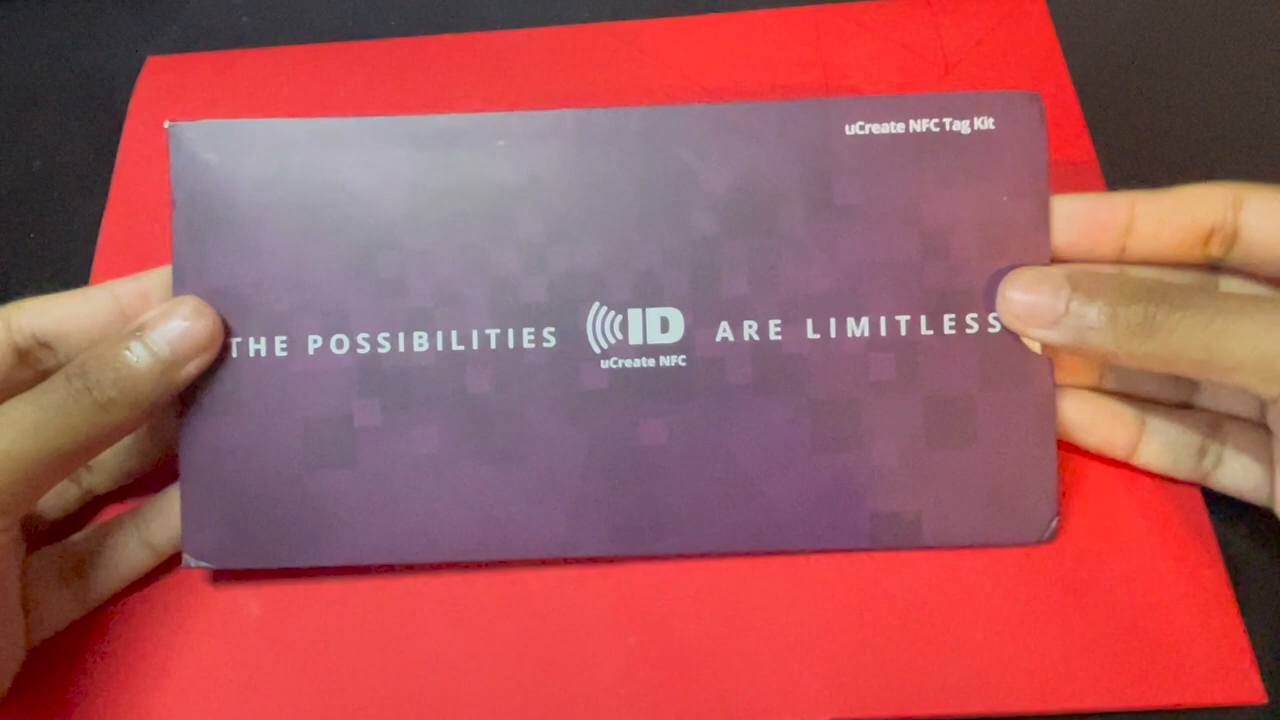 uCreate NFC Tag Kit
THE POSSIBILITIES ID ARE LIMITLESS
uCreate NFC